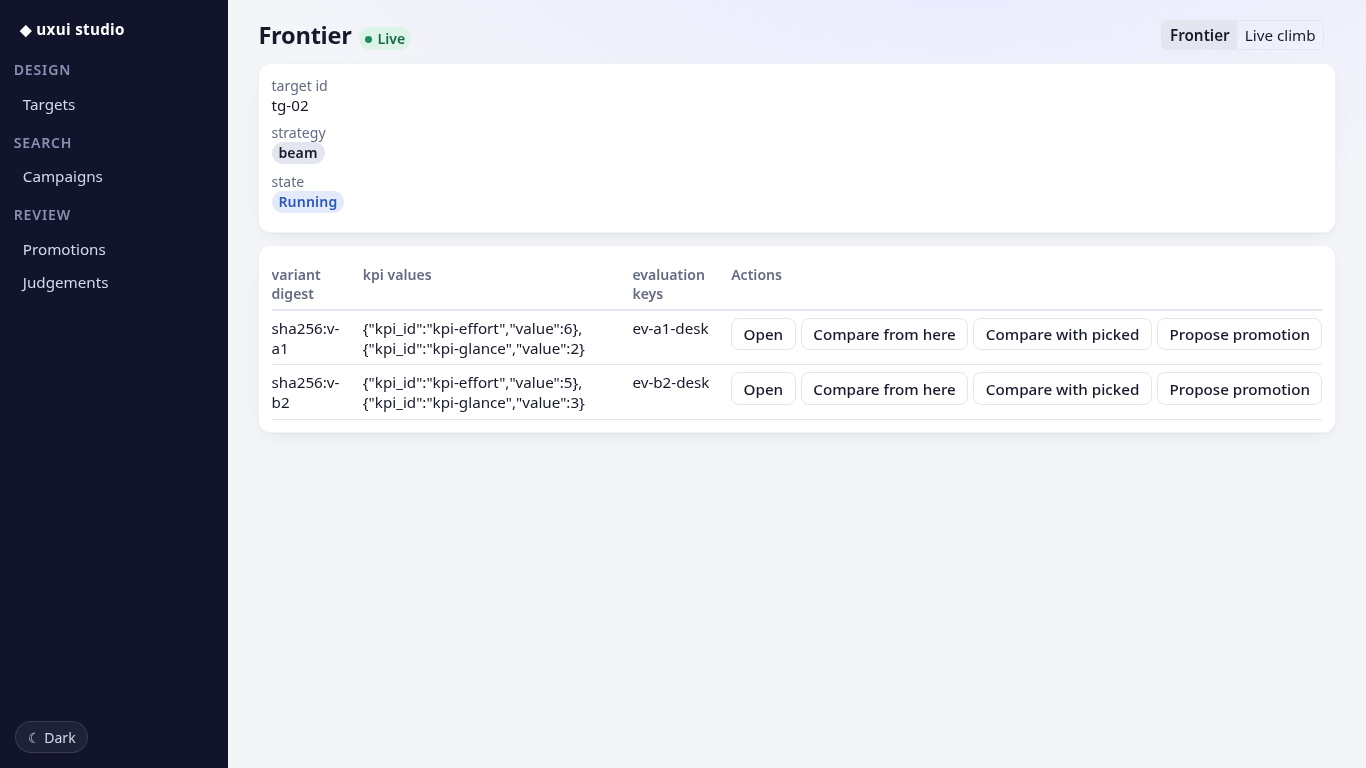 ◆ uxui studio
DESIGN
Targets
SEARCH
Campaigns
REVIEW
Promotions
Judgements
☾ Dark
Frontier
● Live
Frontier
Live climb
target id
tg-02
strategy
beam
state
Running
variant digest
kpi values
evaluation keys
Actions
sha256:v-a1
{"kpi_id":"kpi-effort","value":6},
{"kpi_id":"kpi-glance","value":2}
ev-a1-desk
Open
Compare from here
Compare with picked
Propose promotion
sha256:v-b2
{"kpi_id":"kpi-effort","value":5},
{"kpi_id":"kpi-glance","value":3}
ev-b2-desk
Open
Compare from here
Compare with picked
Propose promotion